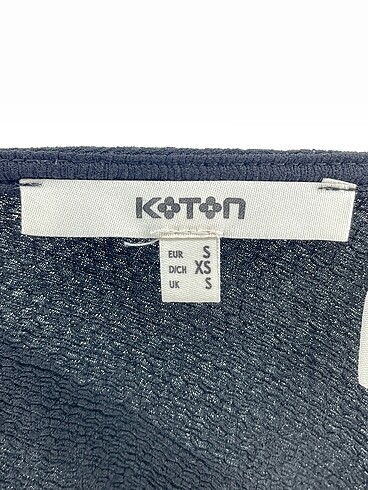 KOTON
EUR S
D/CH XS
UK S